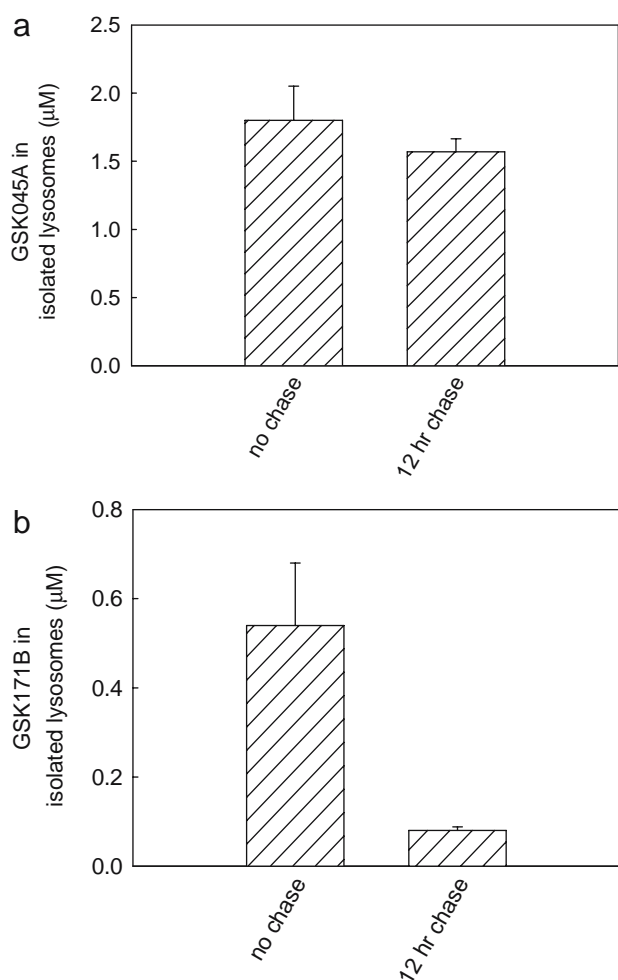 a
GSK045A in
isolated lysosomes (μM)
2.5
2.0
1.5
1.0
0.5
0.0
no chase
12 hr chase
b
GSK171B in
isolated lysosomes (μM)
0.8
0.6
0.4
0.2
0.0
no chase
12 hr chase